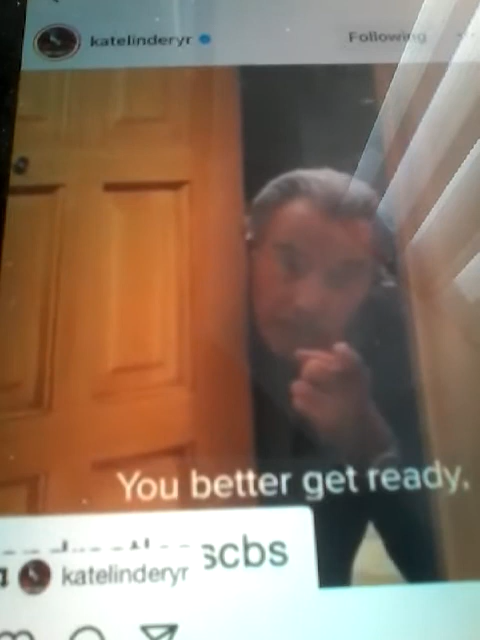 katelinderyr
Following
You better get ready.
scbs
katelinderyr